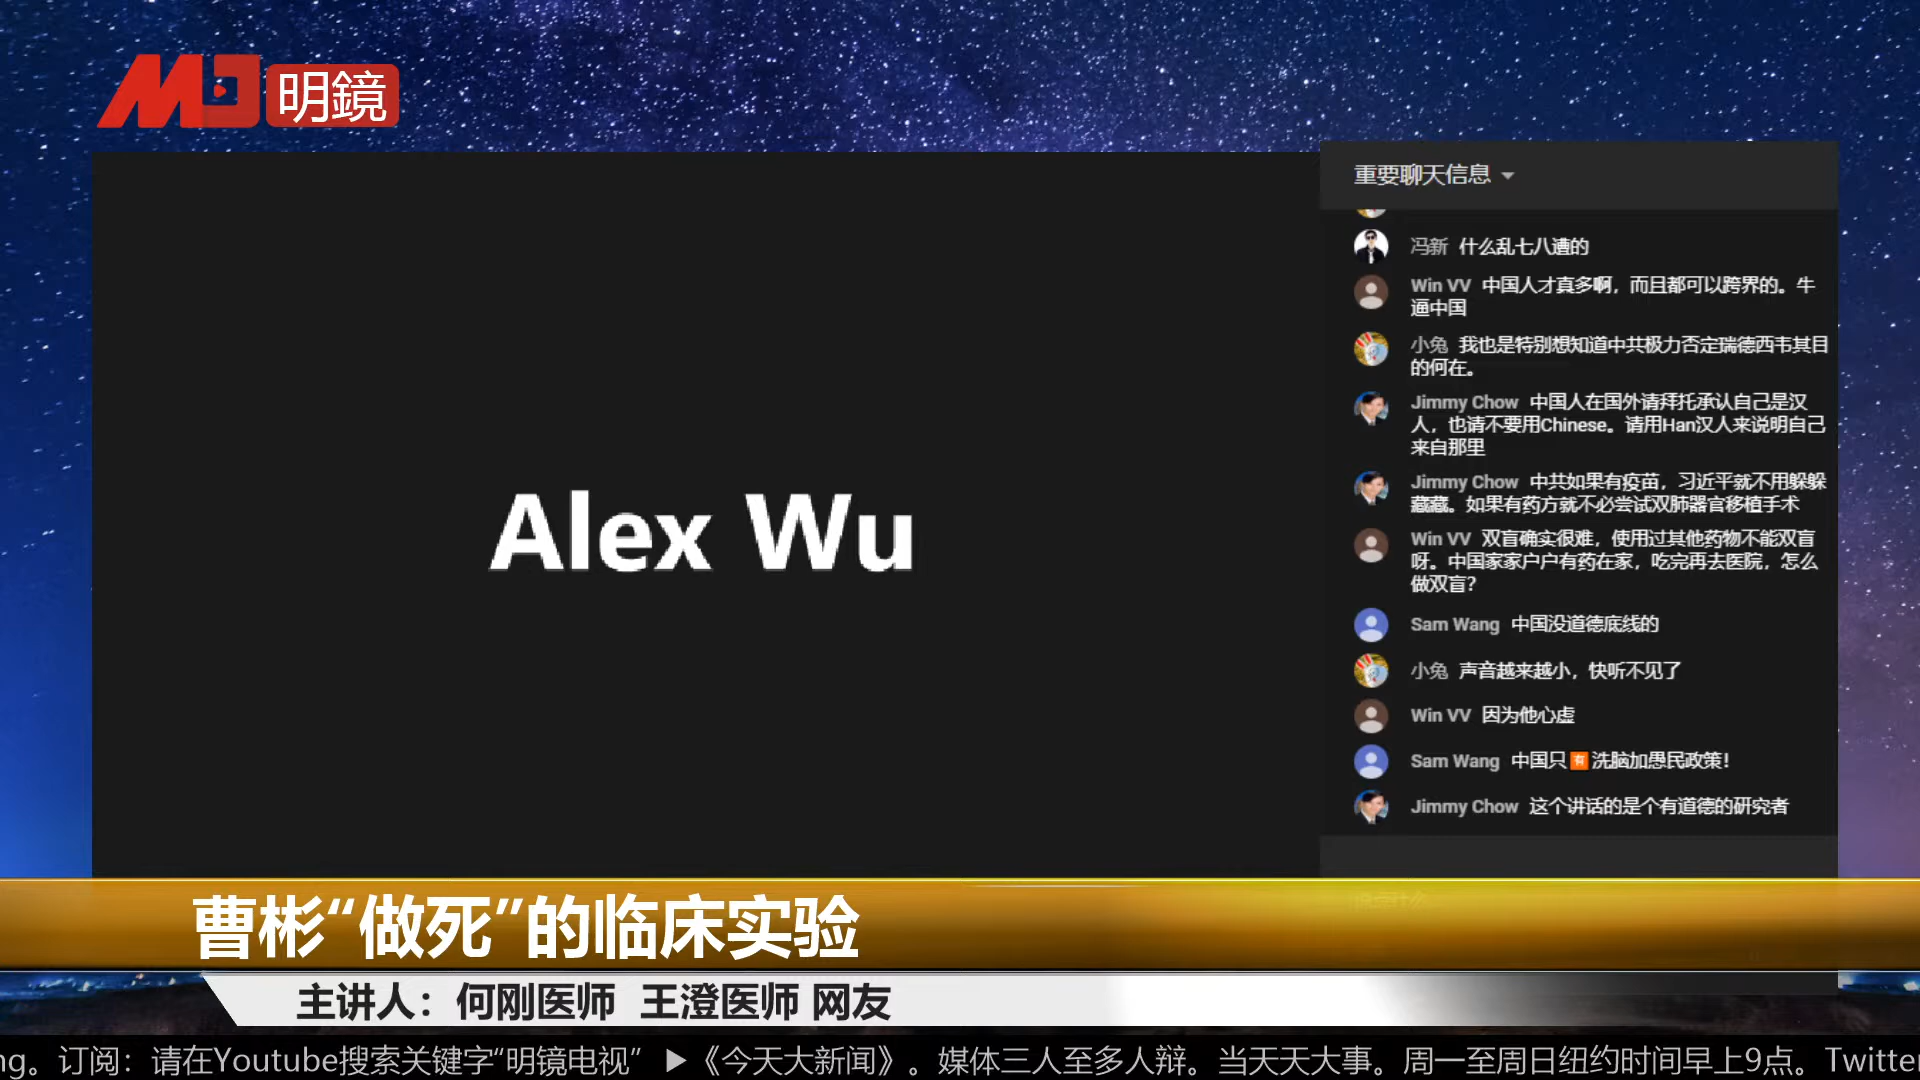 明鏡
重要聊天信息
冯新 什么乱七八遭的
Win VV 中国人才真多啊，而且都可以跨界的。牛
逼中国
小兔 我也是特别想知道中共极力否定瑞德西韦其目
的何在。
Jimmy Chow 中国人在国外请拜托承认自己是汉
人，也请不要用Chinese。请用Han汉人来说明自己
来自那里
Jimmy Chow 中共如果有疫苗，习近平就不用躲躲
藏藏。如果有药方就不必尝试双肺器官移植手术
Win VV 双盲确实很难，使用过其他药物不能双盲
呀。中国家家户户有药在家，吃完再去医院，怎么
做双盲？
Sam Wang 中国没道德底线的
小兔 声音越来越小，快听不见了
Win VV 因为他心虚
Sam Wang 中国只🈶洗脑加愚民政策！
Jimmy Chow 这个讲话的是个有道德的研究者
Alex Wu
曹彬“做死”的临床实验
主讲人：何刚医师 王澄医师 网友
ng。订阅：请在Youtube搜索关键字“明镜电视” ▶《今天大新闻》。媒体三人至多人辩。当天天大事。周一至周日纽约时间早上9点。Twitter